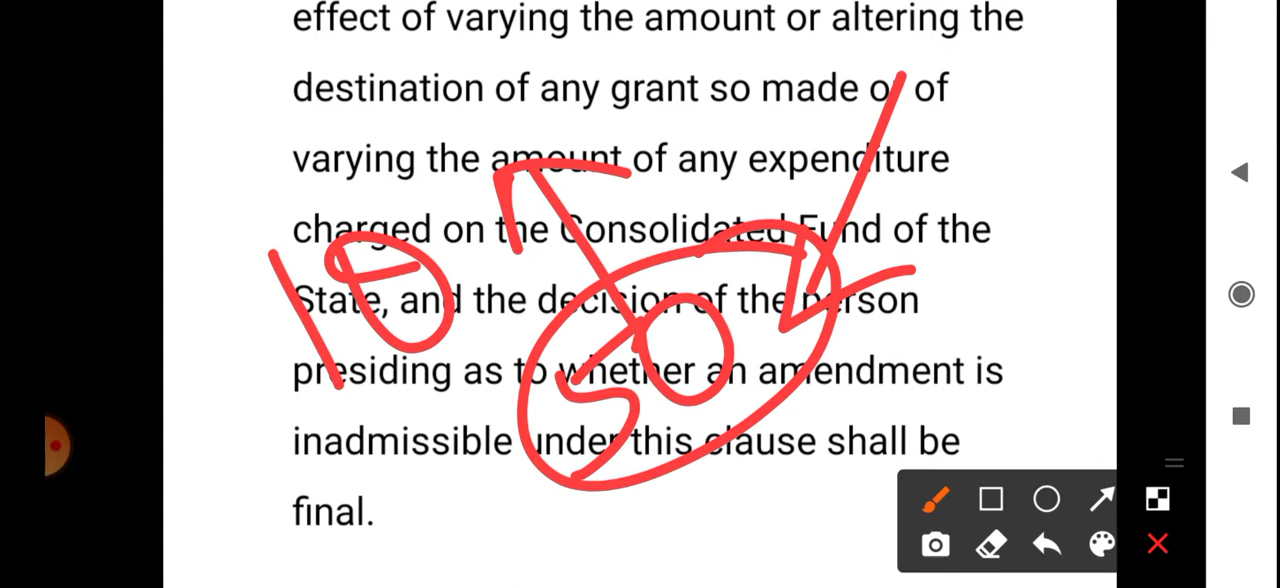 effect of varying the amount or altering the
destination of any grant so made or of
varying the amount of any expenditure
charged on the Consolidated Fund of the
State, and the decision of the person
presiding as to whether an amendment is
inadmissible under this clause shall be
final.
10
50